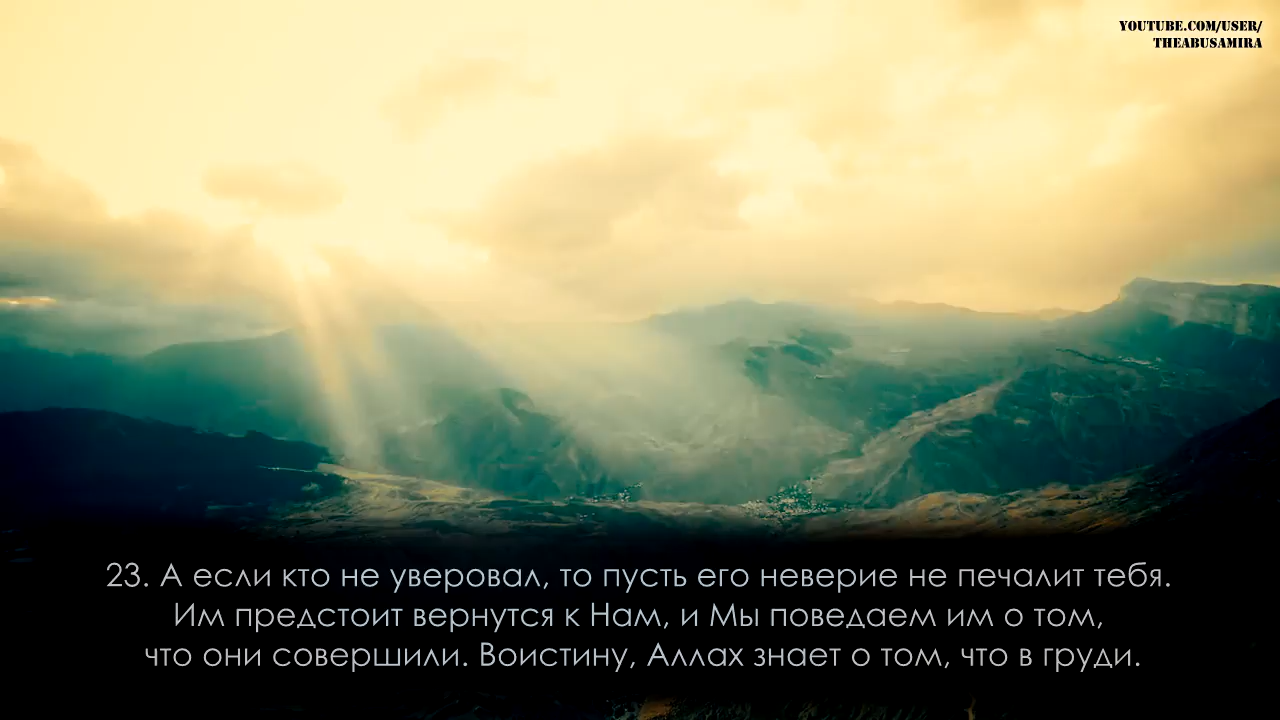 YOUTUBE.COM/USER/
THEABUSAMIRA
23. А если кто не уверовал, то пусть его неверие не печалит тебя.
Им предстоит вернутся к Нам, и Мы поведаем им о том,
что они совершили. Воистину, Аллах знает о том, что в груди.